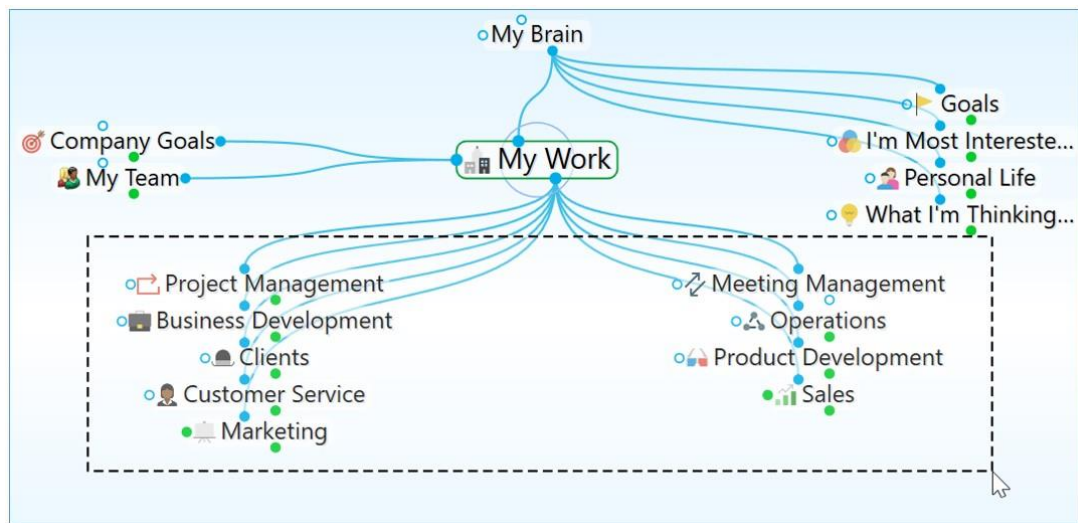 My Brain
Goals
Company Goals
I'm Most Intereste...
My Work
My Team
Personal Life
What I'm Thinking...
Project Management
Meeting Management
Business Development
Operations
Clients
Product Development
Customer Service
Sales
Marketing